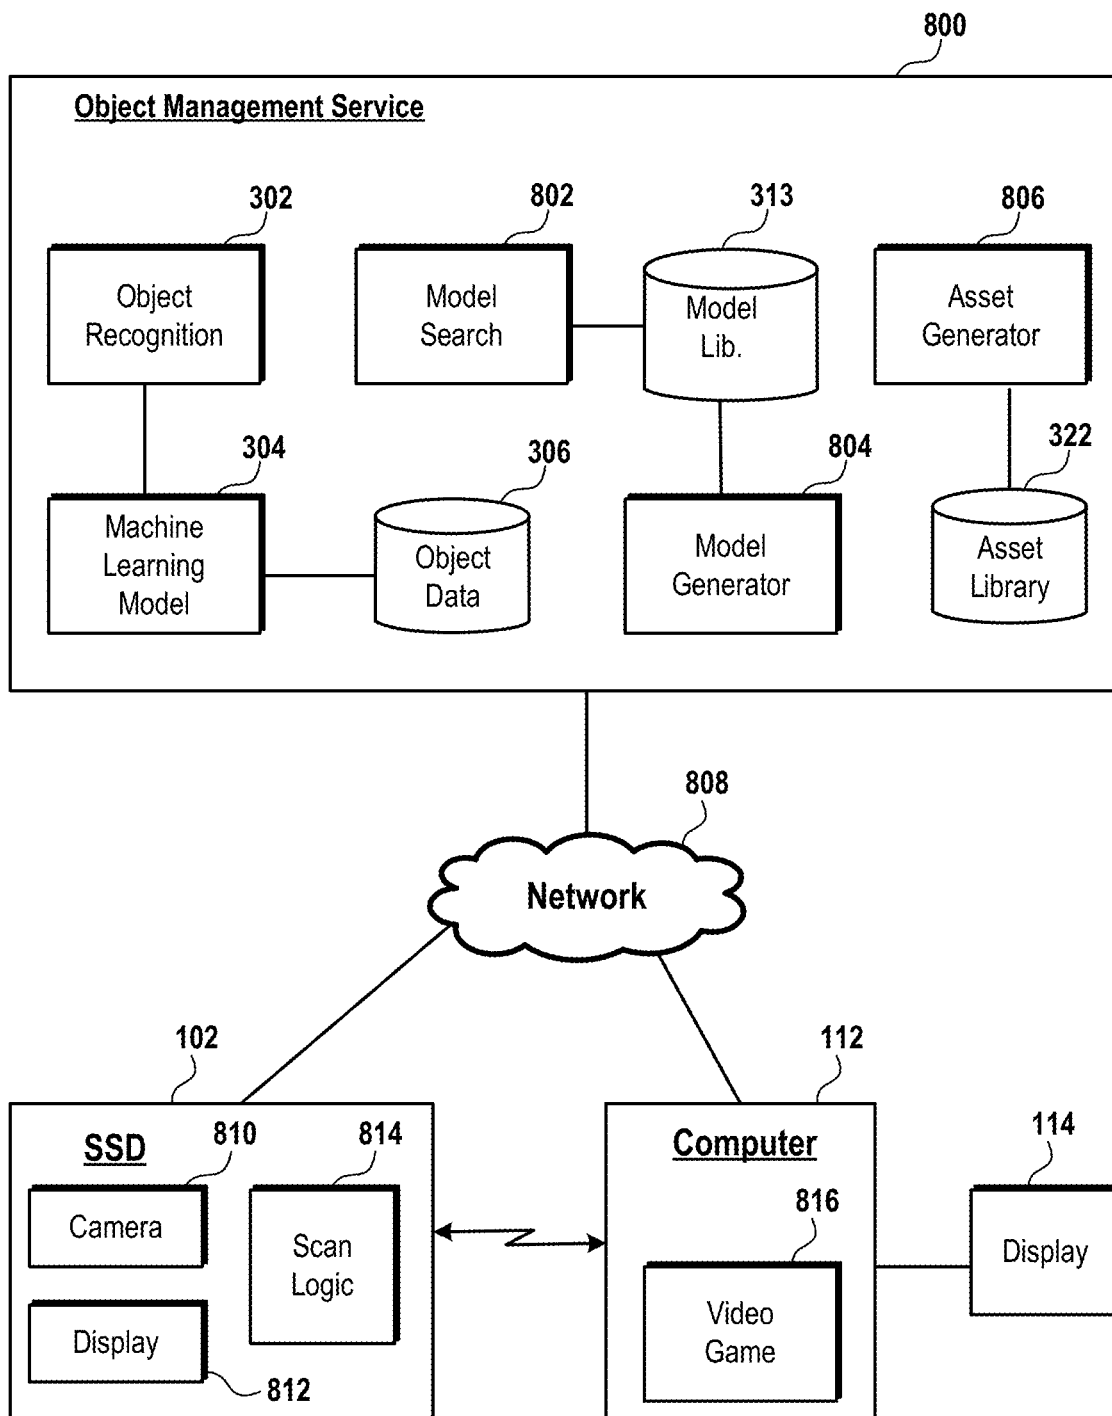 800
Object Management Service
302
802
313
806
Object
Recognition
Model
Search
Model
Lib.
Asset
Generator
304
306
804
322
Machine
Learning
Model
Object
Data
Model
Generator
Asset
Library
808
Network
102
112
SSD
810
814
Computer
114
Camera
Scan
Logic
816
Display
Display
812
Video
Game